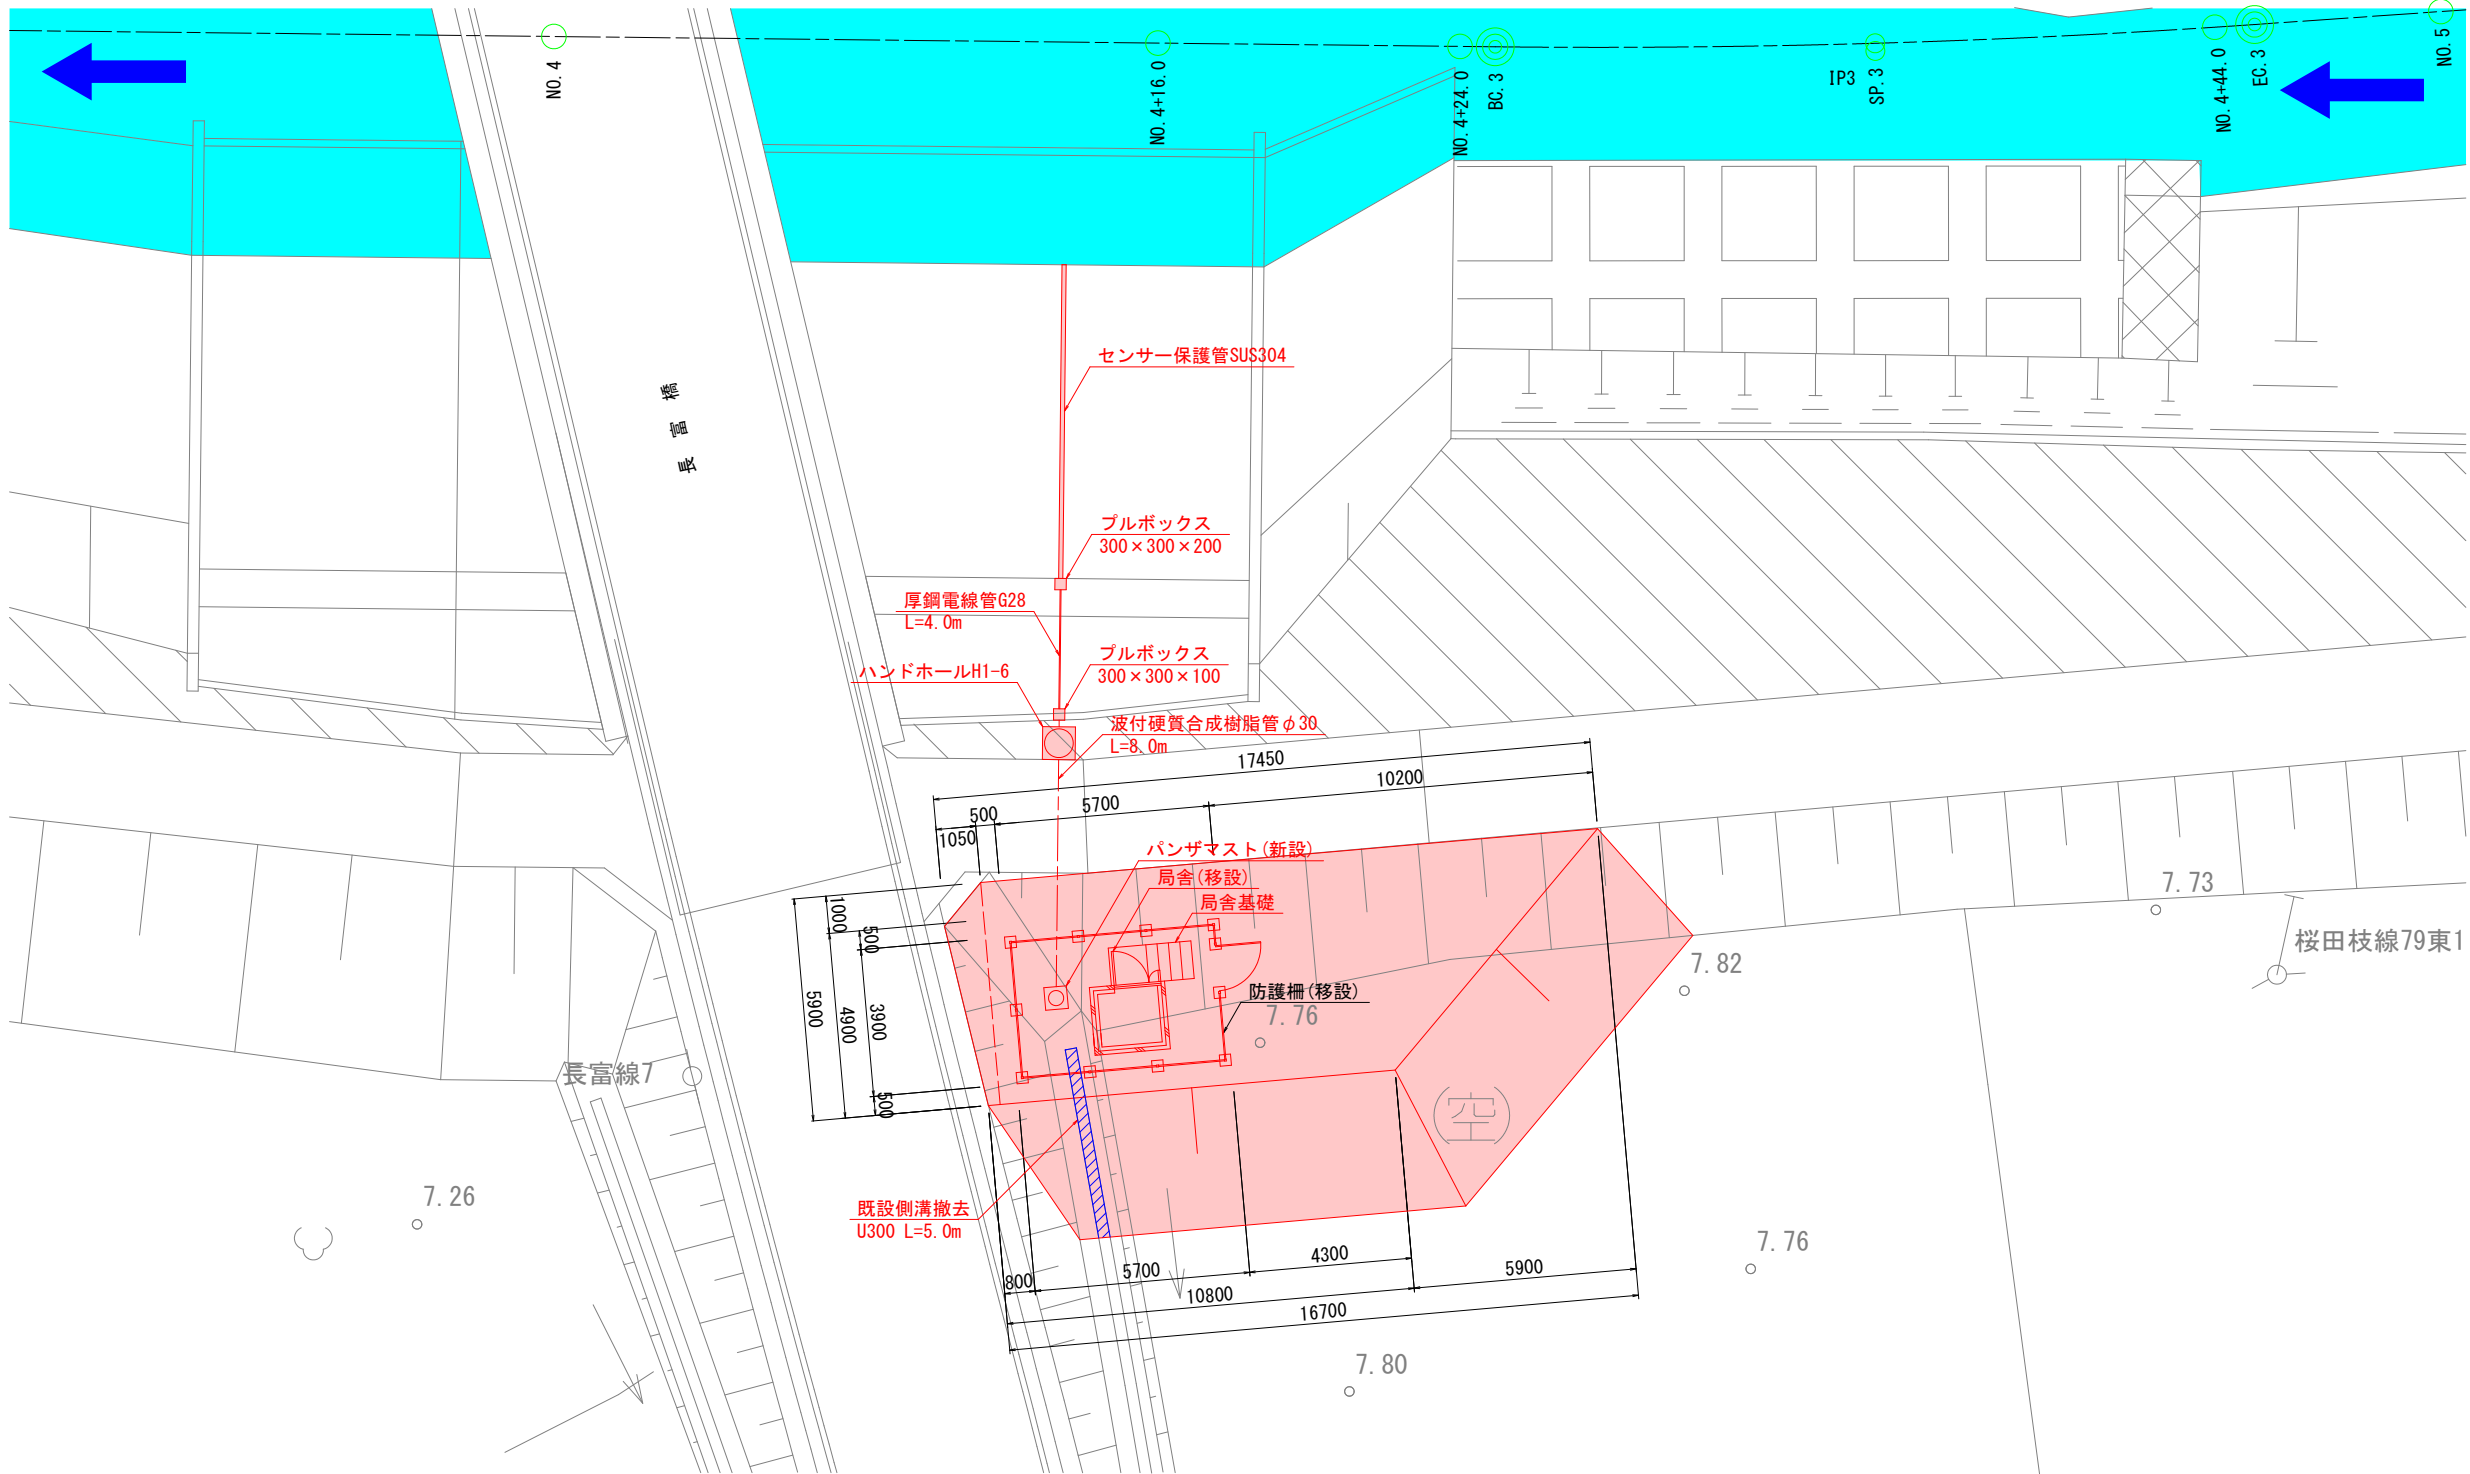 NO.4
NO.4+16.0
NO.4+24.0
BC.3
IP3
SP.3
NO.4+44.0
EC.3
NO.5
長富橋
センサー保護管SUS304
プルボックス
300×300×200
厚鋼電線管G28
L=4.0m
プルボックス
300×300×100
ハンドホールH1-6
波付硬質合成樹脂管φ30
L=8.0m
17450
10200
5700
500
1050
パンザマスト(新設)
局舎(移設)
局舎基礎
防護柵(移設)
1000
500
5900
4900
3900
500
7.73
桜田枝線79東1
7.82
7.76
長富線7
(空)
7.26
既設側溝撤去
U300 L=5.0m
7.76
4300
5900
5700
800
10800
16700
7.80